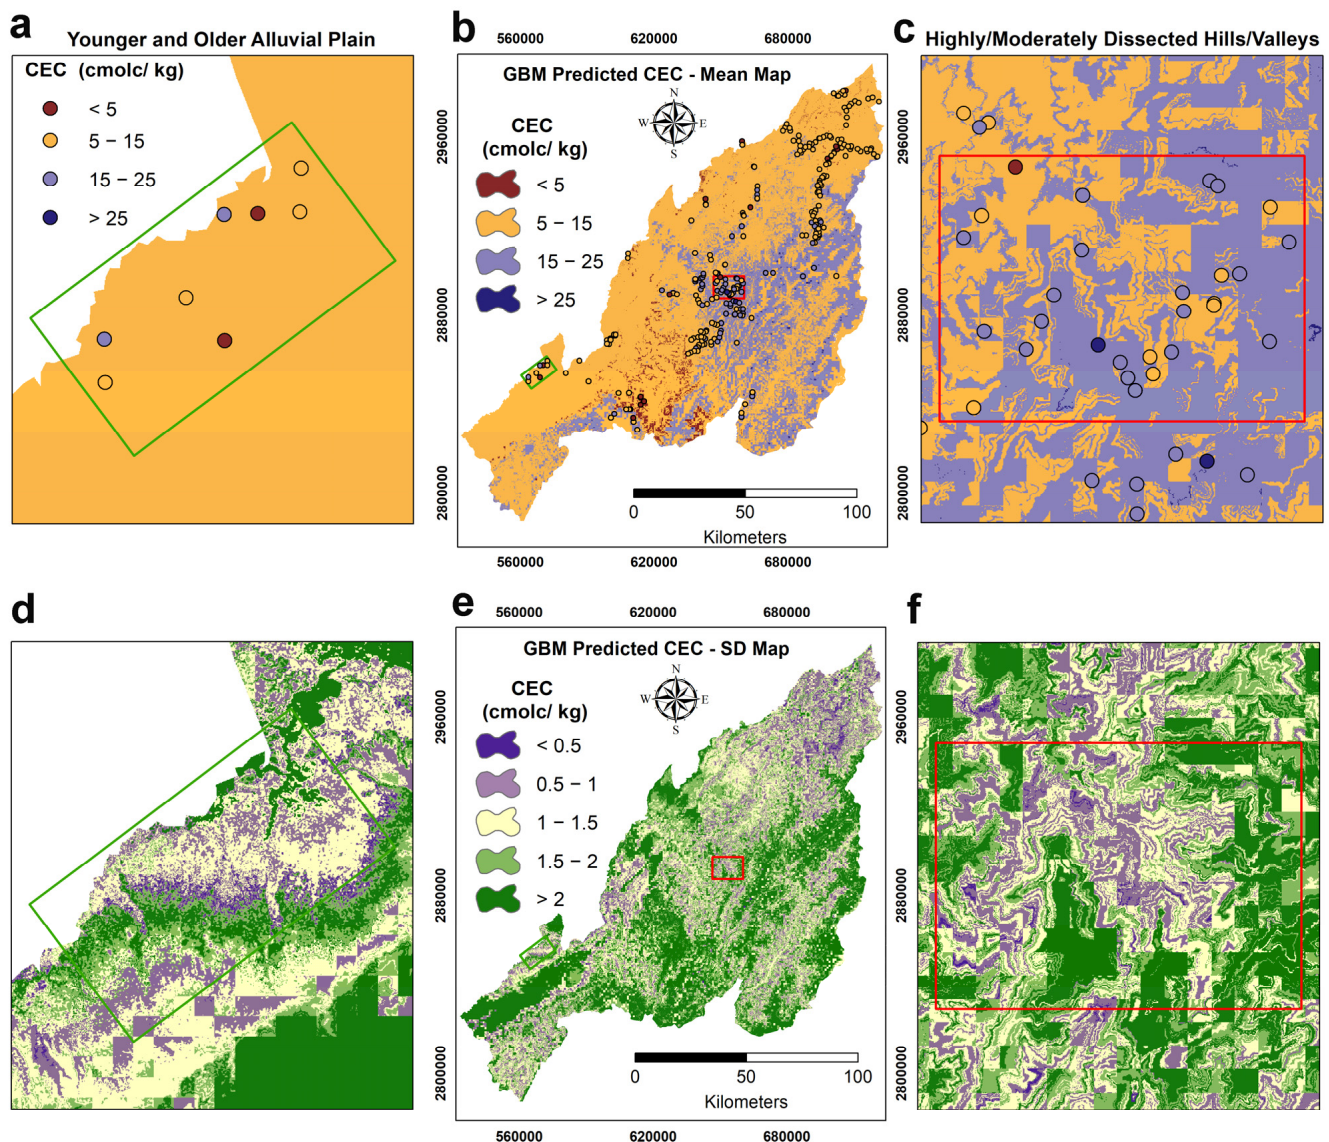 a
Younger and Older Alluvial Plain
CEC (cmolc/ kg)
< 5
5 – 15
15 – 25
> 25
b
560000
620000
680000
GBM Predicted CEC - Mean Map
N
W
E
S
CEC
(cmolc/ kg)
< 5
5 – 15
15 – 25
> 25
2960000
2880000
2800000
0
50
100
Kilometers
560000
620000
680000
c
Highly/Moderately Dissected Hills/Valleys
2960000
2880000
2800000
d
e
560000
620000
680000
GBM Predicted CEC - SD Map
N
W
E
S
CEC
(cmolc/ kg)
< 0.5
0.5 – 1
1 – 1.5
1.5 – 2
> 2
2960000
2880000
2800000
0
50
100
Kilometers
560000
620000
680000
f
2960000
2880000
2800000